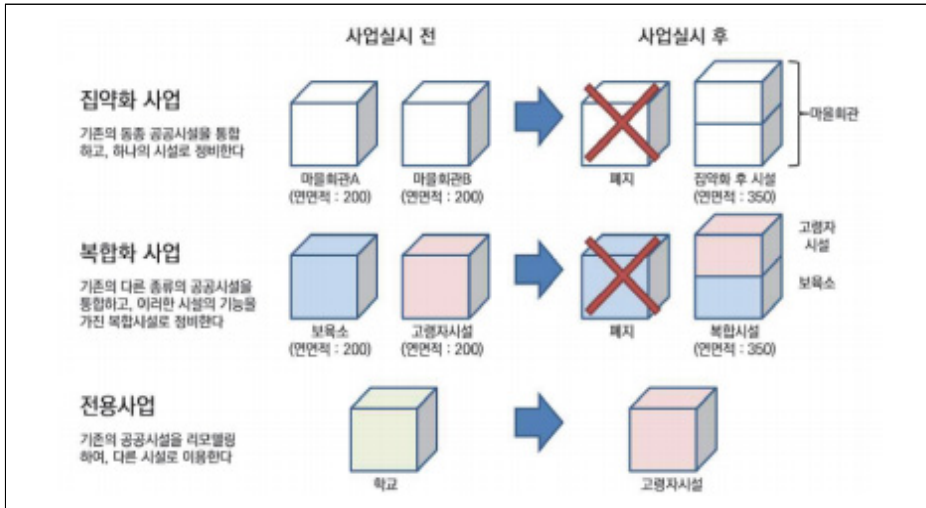 사업실시 전
사업실시 후
집약화 사업
기존의 동종 공공시설을 통합
하고, 하나의 시설로 정비한다
마을회관A
(연면적 : 200)
마을회관B
(연면적 : 200)
폐지
집약화 후 시설
(연면적 : 350)
마을회관
복합화 사업
기존의 다른 종류의 공공시설을
통합하고, 이러한 시설의 기능을
가진 복합시설로 정비한다
보육소
(연면적 : 200)
고령자시설
(연면적 : 200)
폐지
복합시설
(연면적 : 350)
고령자
시설
보육소
전용사업
기존의 공공시설을 리모델링
하여, 다른 시설로 이용한다
학교
고령자시설